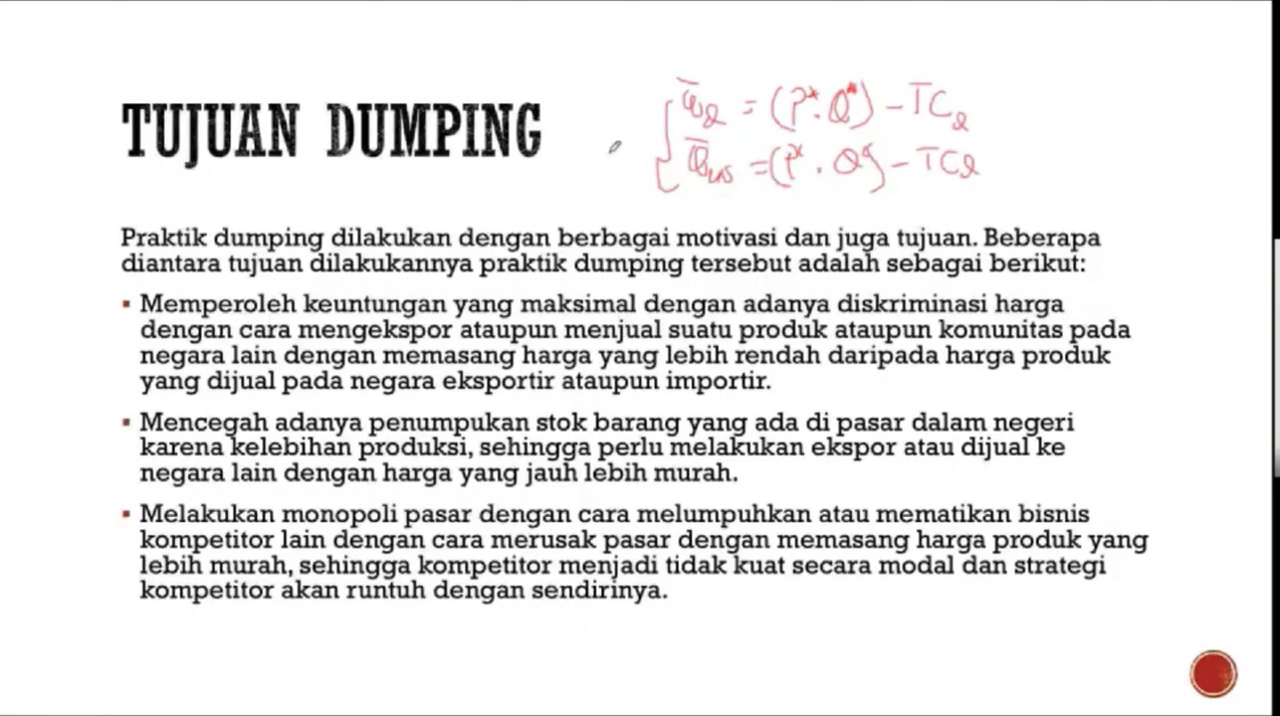 TUJUAN DUMPING
= (P*. Q*) - TC
= (P*. Q*) - TC
Praktik dumping dilakukan dengan berbagai motivasi dan juga tujuan. Beberapa
diantara tujuan dilakukannya praktik dumping tersebut adalah sebagai berikut:
▪ Memperoleh keuntungan yang maksimal dengan adanya diskriminasi harga
dengan cara mengekspor ataupun menjual suatu produk ataupun komunitas pada
negara lain dengan memasang harga yang lebih rendah daripada harga produk
yang dijual pada negara eksportir ataupun importir.
▪ Mencegah adanya penumpukan stok barang yang ada di pasar dalam negeri
karena kelebihan produksi, sehingga perlu melakukan ekspor atau dijual ke
negara lain dengan harga yang jauh lebih murah.
▪ Melakukan monopoli pasar dengan cara melumpuhkan atau mematikan bisnis
kompetitor lain dengan cara merusak pasar dengan memasang harga produk yang
lebih murah, sehingga kompetitor menjadi tidak kuat secara modal dan strategi
kompetitor akan runtuh dengan sendirinya.